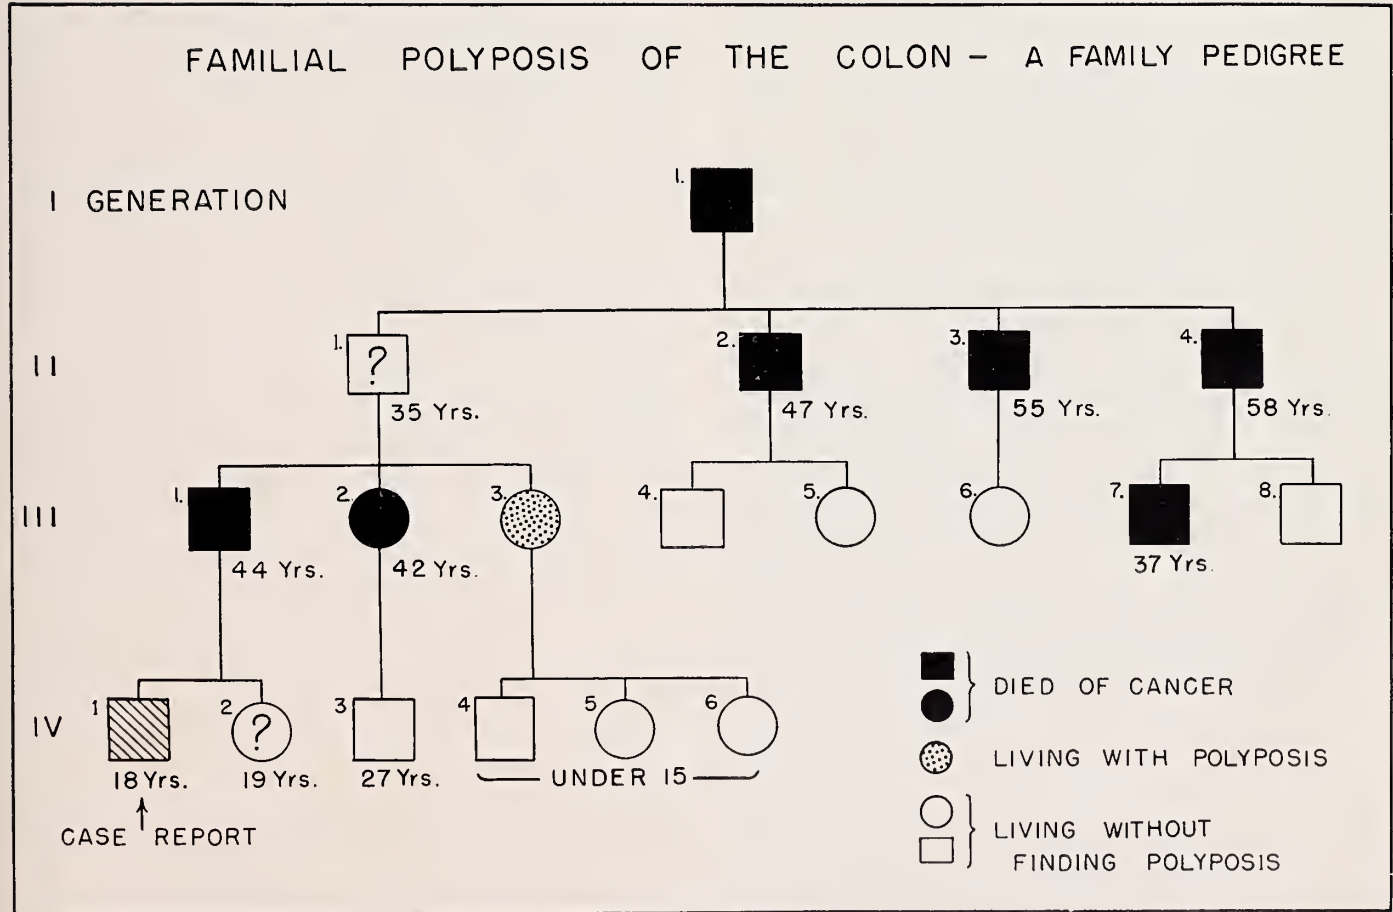 FAMILIAL POLYPOSIS OF THE COLON – A FAMILY PEDIGREE
I GENERATION
1.
II
1. ?
2.
3.
4.
35 Yrs.
47 Yrs.
55 Yrs.
58 Yrs.
III
1.
2.
3.
4.
5.
6.
7.
8.
44 Yrs.
42 Yrs.
37 Yrs.
IV
1
2 ?
3
4
5
6
18 Yrs.
19 Yrs.
27 Yrs.
UNDER 15
CASE REPORT
DIED OF CANCER
LIVING WITH POLYPOSIS
LIVING WITHOUT
FINDING POLYPOSIS